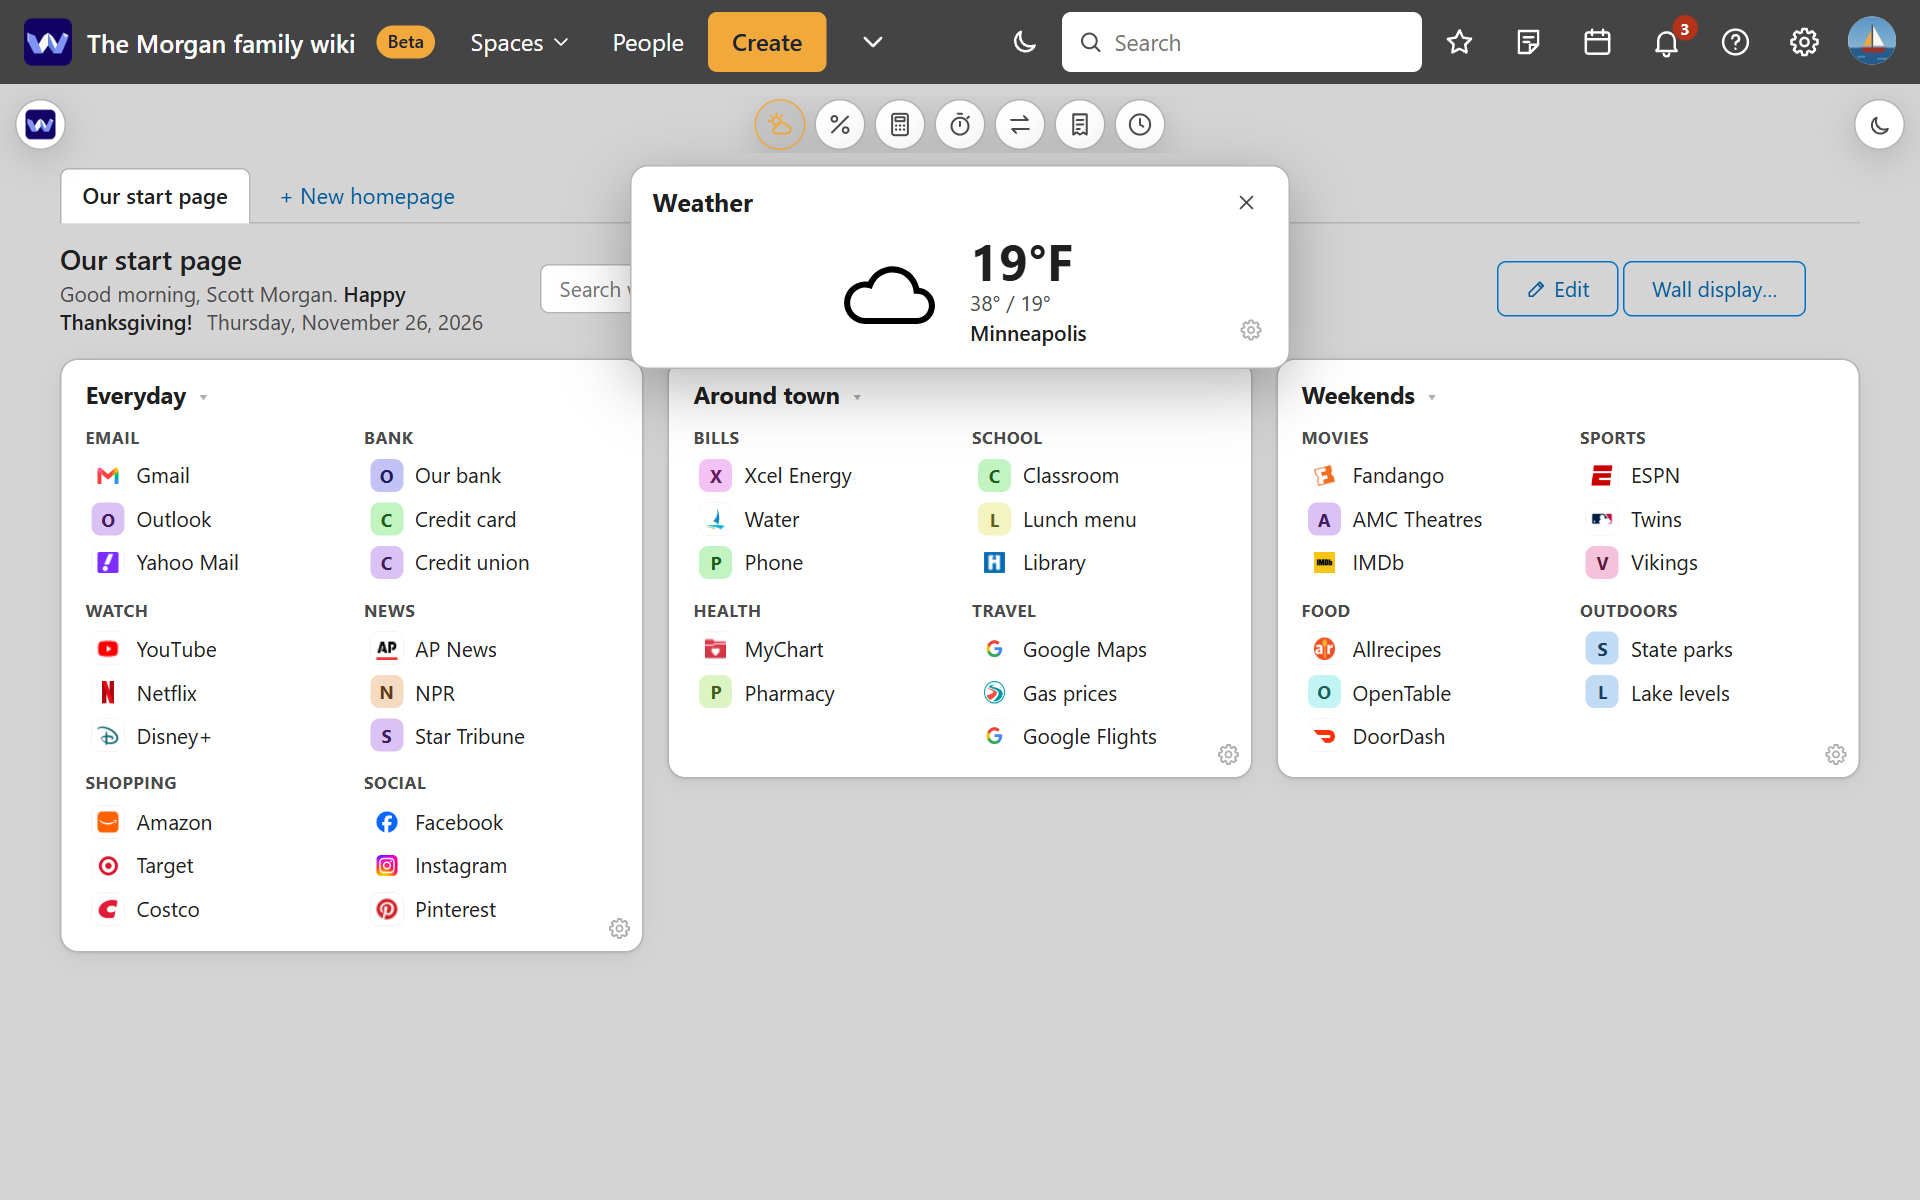 The Morgan family wiki
Beta
Spaces
People
Create
Search
3
Our start page
+ New homepage
Weather
19°F
38° / 19°
Minneapolis
Our start page
Good morning, Scott Morgan. Happy
Thanksgiving! Thursday, November 26, 2026
Search
Edit
Wall display...
Everyday
EMAIL
Gmail
O Outlook
Yahoo Mail
BANK
O Our bank
C Credit card
C Credit union
WATCH
YouTube
Netflix
Disney+
NEWS
AP AP News
N NPR
S Star Tribune
SHOPPING
Amazon
Target
Costco
SOCIAL
Facebook
Instagram
Pinterest
Around town
BILLS
X Xcel Energy
Water
P Phone
SCHOOL
C Classroom
L Lunch menu
Library
HEALTH
MyChart
P Pharmacy
TRAVEL
Google Maps
Gas prices
Google Flights
Weekends
MOVIES
Fandango
A AMC Theatres
IMDb IMDb
SPORTS
ESPN
Twins
V Vikings
FOOD
Allrecipes
O OpenTable
DoorDash
OUTDOORS
S State parks
L Lake levels